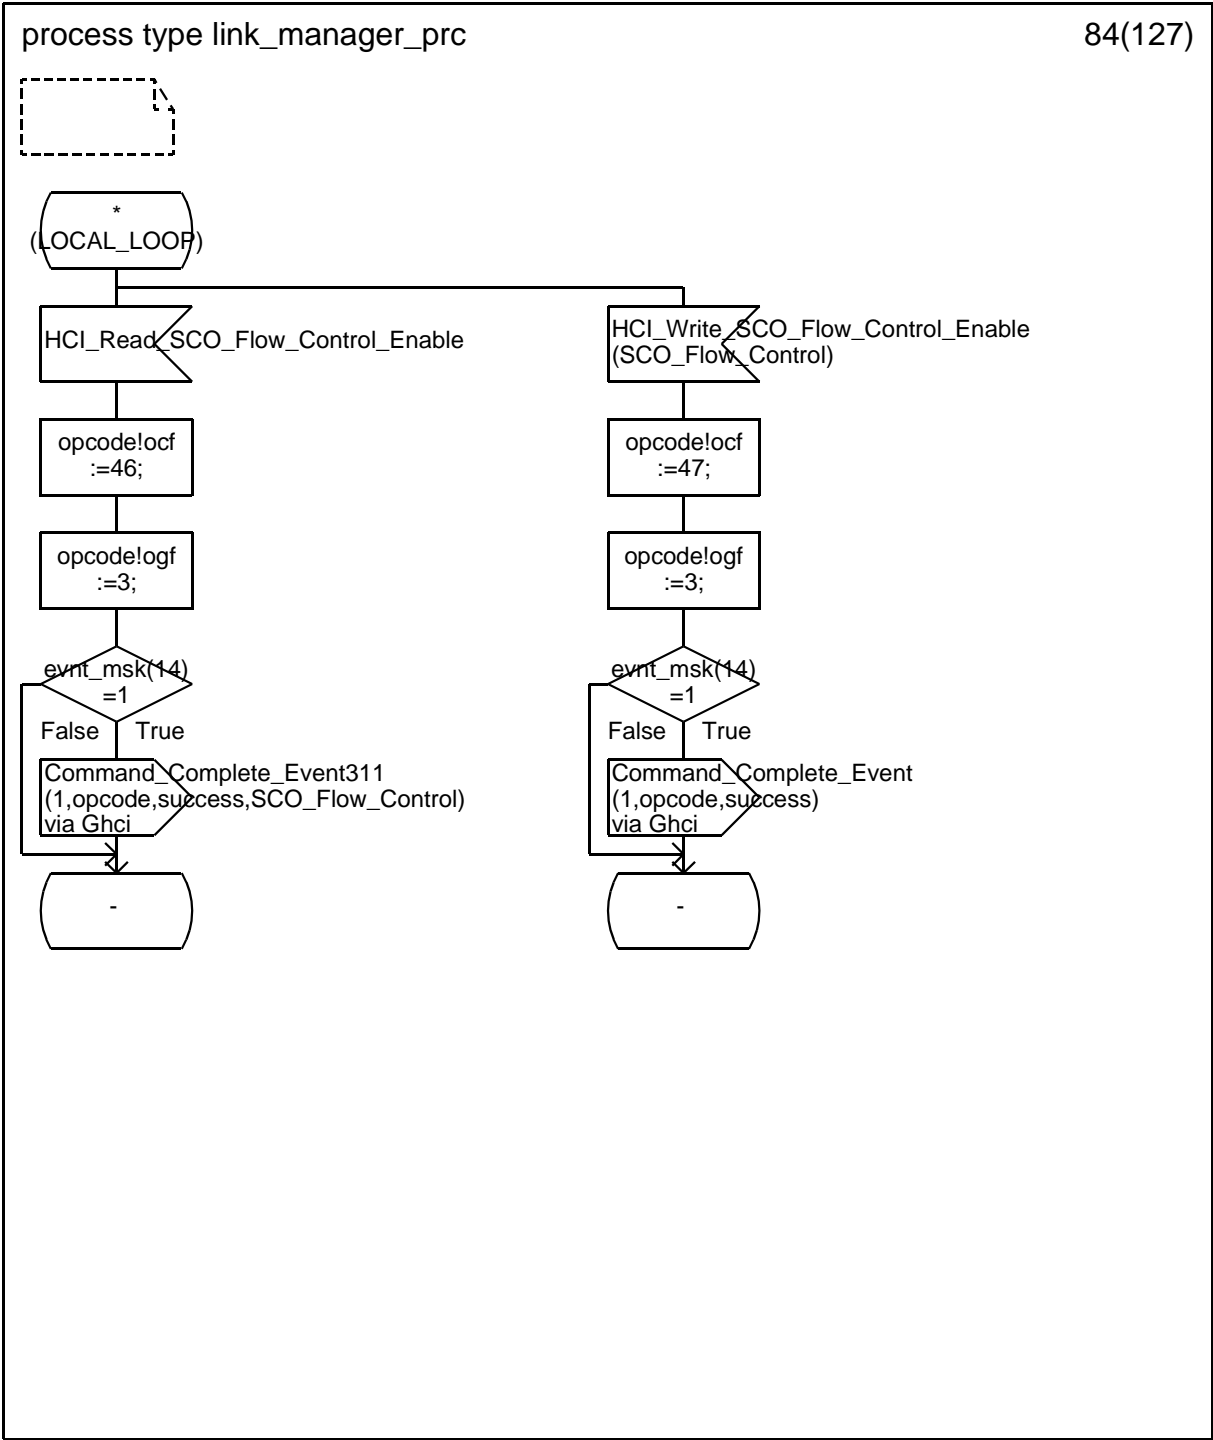 process type link_manager_prc
84(127)
*
(LOCAL_LOOP)
HCI_Read_SCO_Flow_Control_Enable
opcode!ocf
:=46;
opcode!ogf
:=3;
evnt_msk(14)
=1
False
True
Command_Complete_Event311
(1,opcode,success,SCO_Flow_Control)
via Ghci
-
HCI_Write_SCO_Flow_Control_Enable
(SCO_Flow_Control)
opcode!ocf
:=47;
opcode!ogf
:=3;
evnt_msk(14)
=1
False
True
Command_Complete_Event
(1,opcode,success)
via Ghci
-